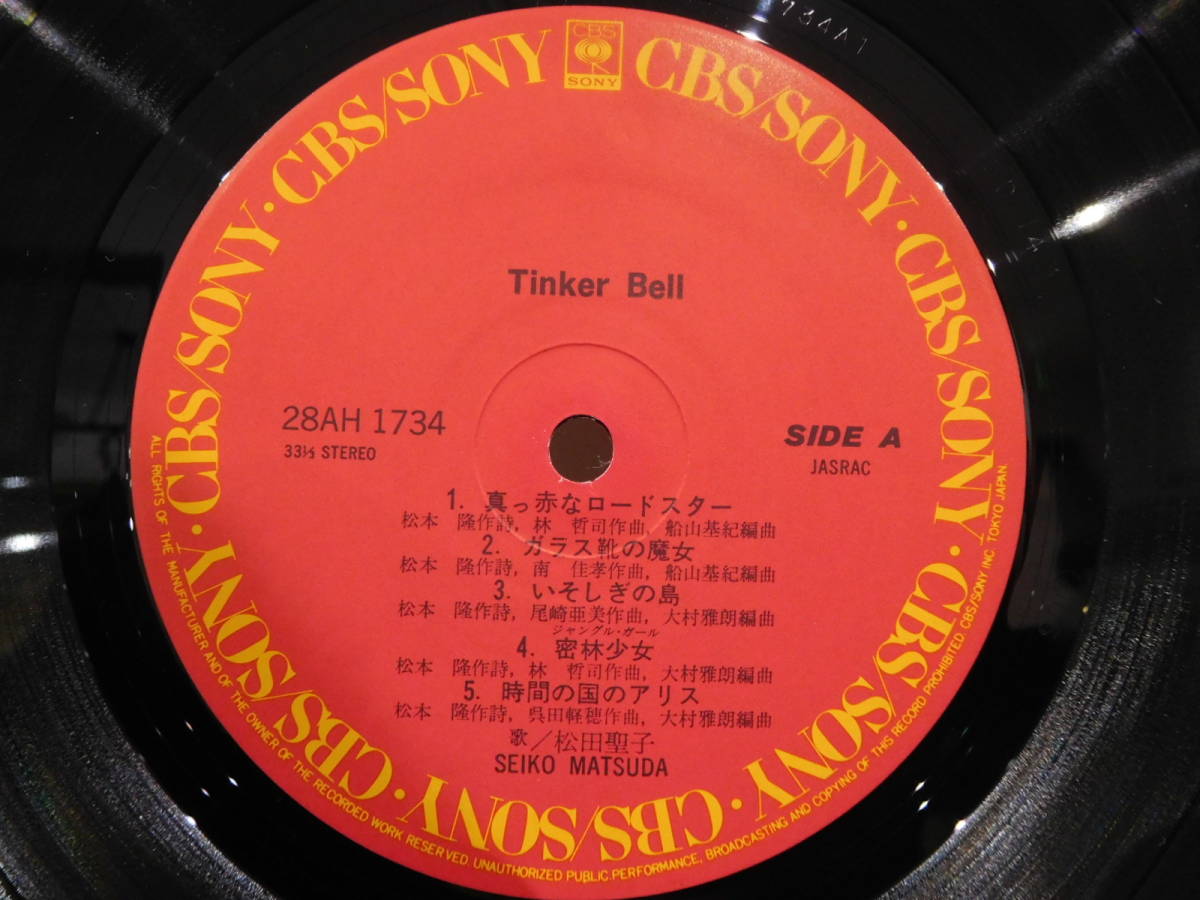 CBS
SONY
CBS/SONY · CBS/SONY · CBS/SONY · CBS/SONY · CBS/SONY · CBS/SONY · CBS/SONY · CBS/SONY · CBS/SONY · CBS/SONY
734A1
Tinker Bell
28AH 1734
33⅓ STEREO
SIDE A
JASRAC
1. 真っ赤なロードスター
松本 隆作詩, 林 哲司作曲, 船山基紀編曲
2. ガラス靴の魔女
松本 隆作詩, 南 佳孝作曲, 船山基紀編曲
3. いそしぎの島
松本 隆作詩, 尾崎亜美作曲, 大村雅朗編曲
ジャングル・ガール
4. 密林少女
松本 隆作詩, 林 哲司作曲, 大村雅朗編曲
5. 時間の国のアリス
松本 隆作詩, 呉田軽穂作曲, 大村雅朗編曲
歌／松田聖子
SEIKO MATSUDA
ALL RIGHTS OF THE MANUFACTURER AND OF THE OWNER OF THE RECORDED WORK RESERVED. UNAUTHORIZED PUBLIC PERFORMANCE, BROADCASTING AND COPYING OF THIS RECORD PROHIBITED. CBS/SONY INC. TOKYO JAPAN.